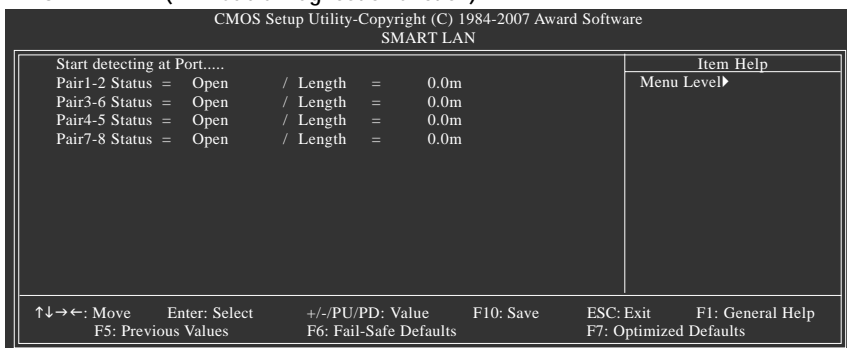 CMOS Setup Utility-Copyright (C) 1984-2007 Award Software
SMART LAN
Start detecting at Port.....
Pair1-2 Status = Open / Length = 0.0m
Pair3-6 Status = Open / Length = 0.0m
Pair4-5 Status = Open / Length = 0.0m
Pair7-8 Status = Open / Length = 0.0m
Item Help
Menu Level▶
↑↓→←: Move Enter: Select +/-/PU/PD: Value F10: Save ESC: Exit F1: General Help
F5: Previous Values F6: Fail-Safe Defaults F7: Optimized Defaults